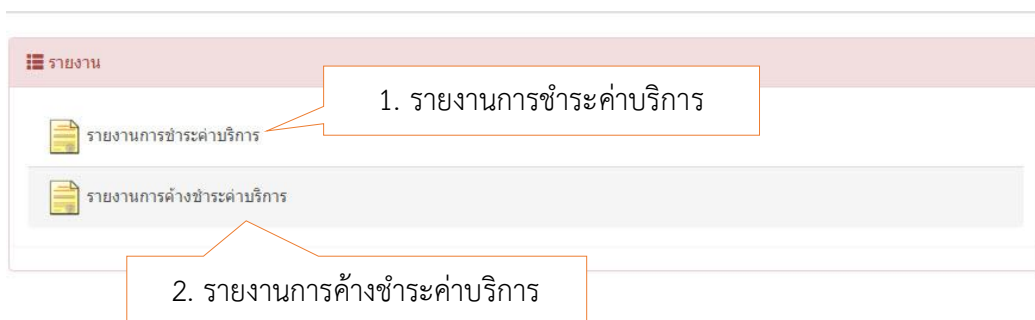 รายงาน
1. รายงานการชำระค่าบริการ
รายงานการชำระค่าบริการ
รายงานการค้างชำระค่าบริการ
2. รายงานการค้างชำระค่าบริการ